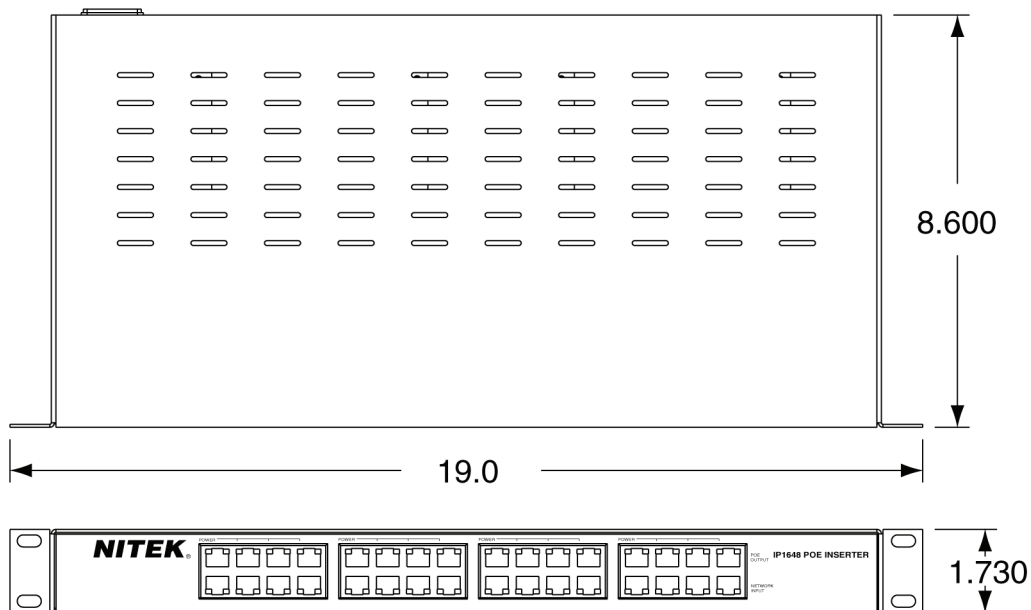 8.600
19.0
NITEK®
POWER POWER POWER POWER
POE OUTPUT
IP1648 POE INSERTER
NETWORK INPUT
1.730